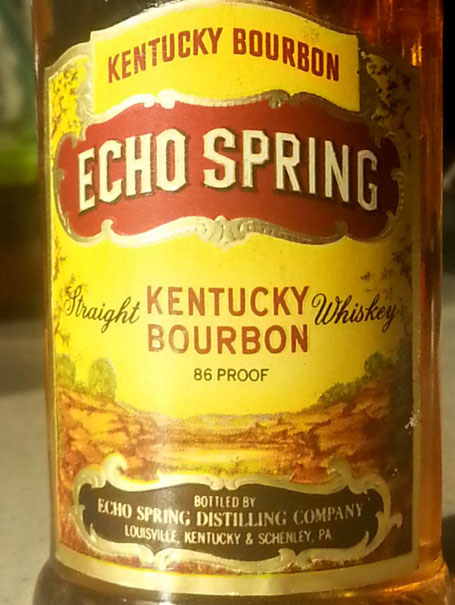 KENTUCKY BOURBON
ECHO SPRING
Straight KENTUCKY Whiskey
BOURBON
86 PROOF
BOTTLED BY
ECHO SPRING DISTILLING COMPANY
LOUISVILLE, KENTUCKY & SCHENLEY, PA.